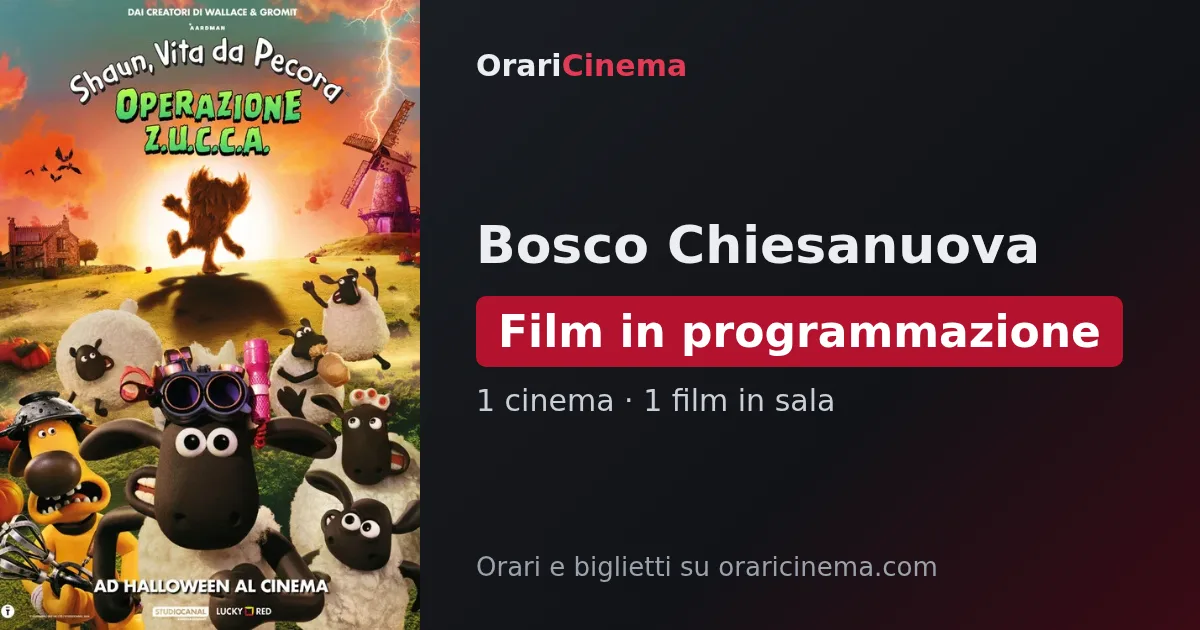 DAI CREATORI DI WALLACE & GROMIT
AARDMAN
Shaun, Vita da Pecora
OPERAZIONE
Z.U.C.C.A.
AD HALLOWEEN AL CINEMA
STUDIOCANAL LUCKY RED
OrariCinema
Bosco Chiesanuova
Film in programmazione
1 cinema · 1 film in sala
Orari e biglietti su oraricinema.com